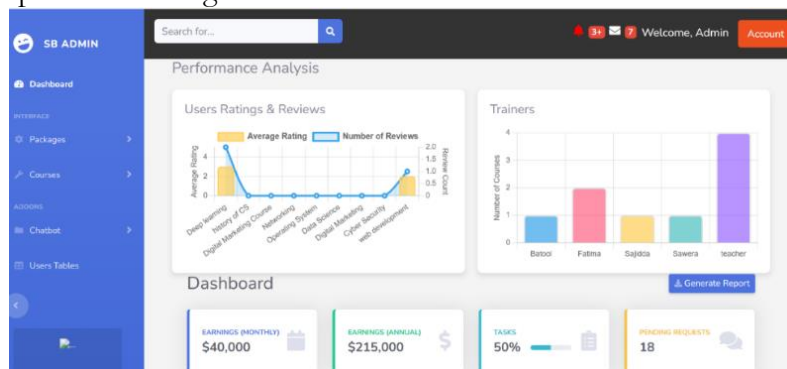 SB ADMIN
Dashboard
INTERFACE
Packages
Courses
ADDONS
Chatbot
Users Tables
Search for...
3+
7
Welcome, Admin
Account
Performance Analysis
Users Ratings & Reviews
Average Rating
Number of Reviews
Average Rating
4
2
0
2.0
1.5
1.0
0.5
0
Review Count
Deep learning
history of CS
Digital Marketing Course
Networking
Operating System
Data Science
Digital Marketing
Cyber Security
web development
Trainers
Number of Courses
4
3
2
1
0
Batool
Fatima
Sajidda
Sawera
teacher
Dashboard
Generate Report
EARNINGS (MONTHLY)
$40,000
EARNINGS (ANNUAL)
$215,000
TASKS
50%
PENDING REQUESTS
18